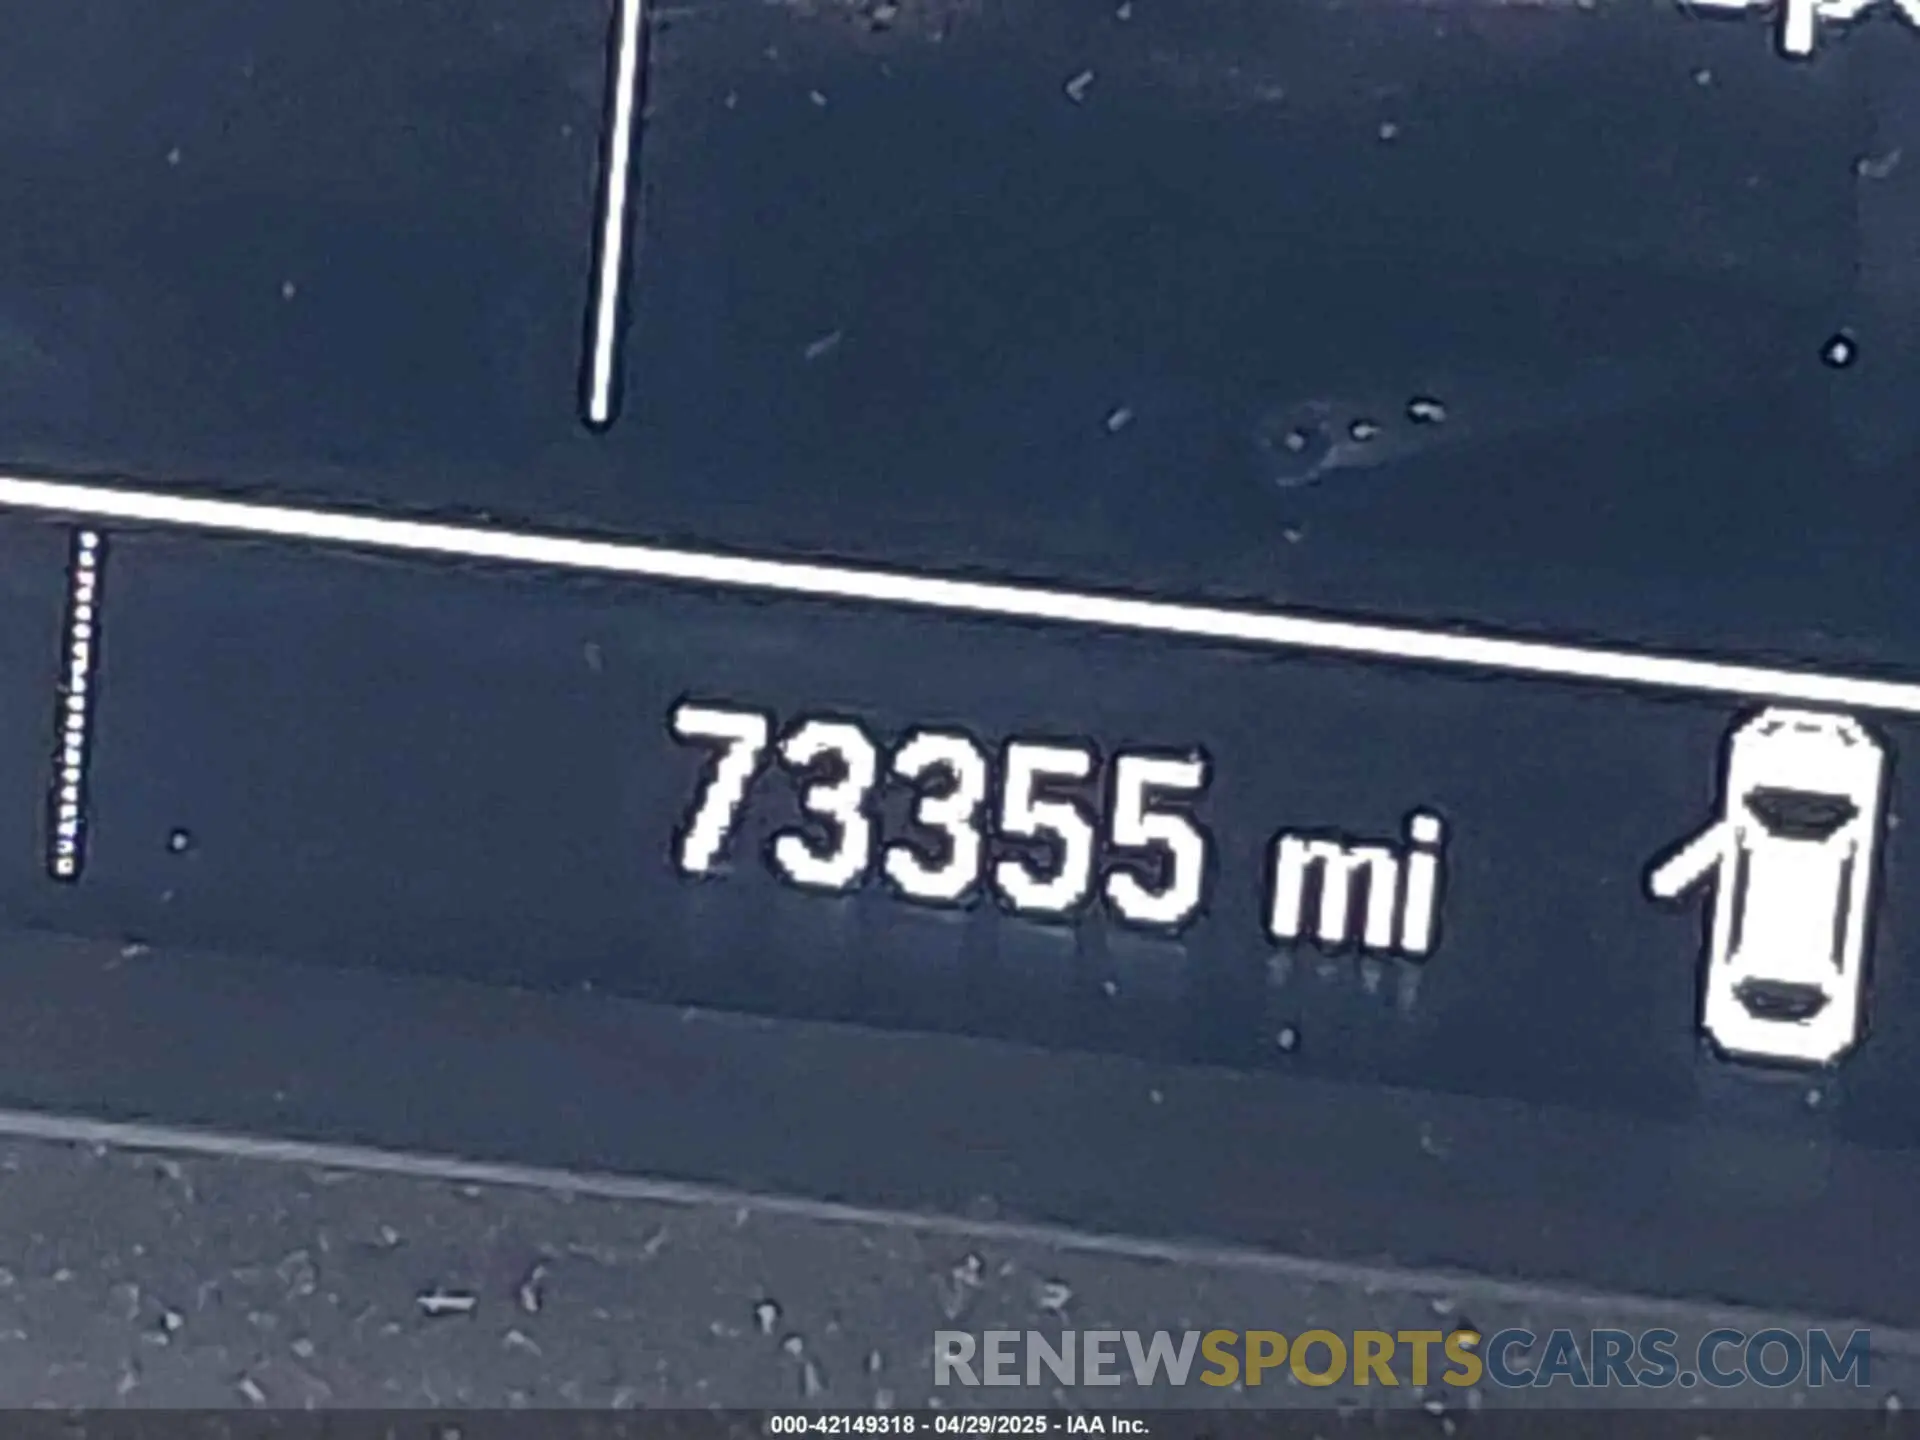 73355 mi
RENEWSPORTSCARS.COM
000-42149318 - 04/29/2025 - IAA Inc.